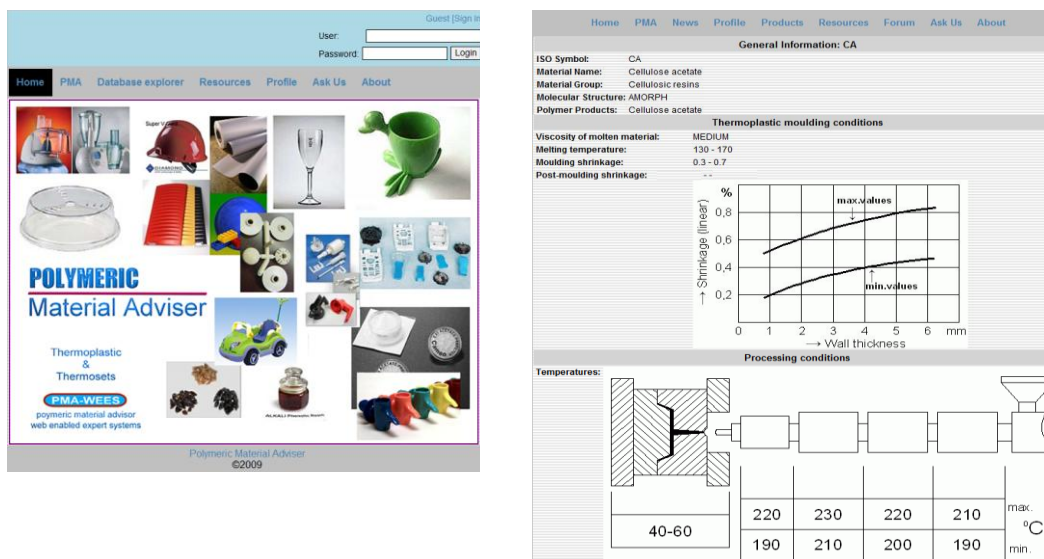 Guest [Sign In
User:
Password: Login
Home PMA Database explorer Resources Profile Ask Us About
Super V-Gard
DIAMOND
POLYMERIC
Material Adviser
Thermoplastic
&
Thermosets
PMA-WEES
poymeric material advisor
web enabled expert systems
ALKALI Phenolic Resin
Polymeric Material Adviser
©2009
Home PMA News Profile Products Resources Forum Ask Us About
General Information: CA
ISO Symbol: CA
Material Name: Cellulose acetate
Material Group: Cellulosic resins
Molecular Structure: AMORPH
Polymer Products: Cellulose acetate
Thermoplastic moulding conditions
Viscosity of molten material: MEDIUM
Melting temperature: 130 - 170
Moulding shrinkage: 0.3 - 0.7
Post-moulding shrinkage: - -
%
0,8
0,6
0,4
0,2
→ Shrinkage (linear)
max.values
min.values
0 1 2 3 4 5 6 mm
→ Wall thickness
Processing conditions
Temperatures:
40-60
220 230 220 210 max.
°C
190 210 200 190 min.